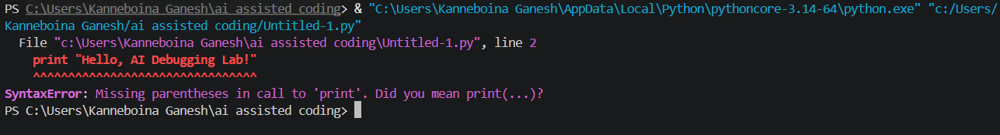 PS C:\Users\Kanneboina Ganesh\ai assisted coding> & "C:\Users\Kanneboina Ganesh\AppData\Local\Python\pythoncore-3.14-64\python.exe" "c:/Users/
Kanneboina Ganesh/ai assisted coding/Untitled-1.py"
  File "c:\Users\Kanneboina Ganesh\ai assisted coding\Untitled-1.py", line 2
    print "Hello, AI Debugging Lab!"
    ^^^^^^^^^^^^^^^^^^^^^^^^^^^^^^^^
SyntaxError: Missing parentheses in call to 'print'. Did you mean print(...)?
PS C:\Users\Kanneboina Ganesh\ai assisted coding>